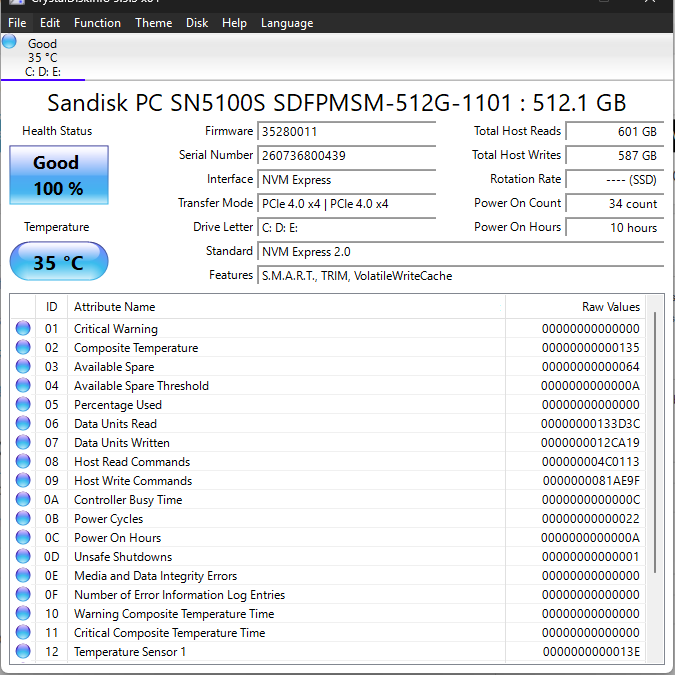 File Edit Function Theme Disk Help Language
Good
35 °C
C: D: E:
Sandisk PC SN5100S SDFPMSM-512G-1101 : 512.1 GB
Health Status
Good
100 %
Temperature
35 °C
Firmware 35280011
Serial Number 260736800439
Interface NVM Express
Transfer Mode PCIe 4.0 x4 | PCIe 4.0 x4
Drive Letter C: D: E:
Standard NVM Express 2.0
Features S.M.A.R.T., TRIM, VolatileWriteCache
Total Host Reads 601 GB
Total Host Writes 587 GB
Rotation Rate ---- (SSD)
Power On Count 34 count
Power On Hours 10 hours
ID Attribute Name Raw Values
01 Critical Warning 00000000000000
02 Composite Temperature 00000000000135
03 Available Spare 00000000000064
04 Available Spare Threshold 0000000000000A
05 Percentage Used 00000000000000
06 Data Units Read 00000000133D3C
07 Data Units Written 0000000012CA19
08 Host Read Commands 000000004C0113
09 Host Write Commands 0000000081AE9F
0A Controller Busy Time 0000000000000C
0B Power Cycles 00000000000022
0C Power On Hours 0000000000000A
0D Unsafe Shutdowns 00000000000001
0E Media and Data Integrity Errors 00000000000000
0F Number of Error Information Log Entries 00000000000000
10 Warning Composite Temperature Time 00000000000000
11 Critical Composite Temperature Time 00000000000000
12 Temperature Sensor 1 0000000000013E